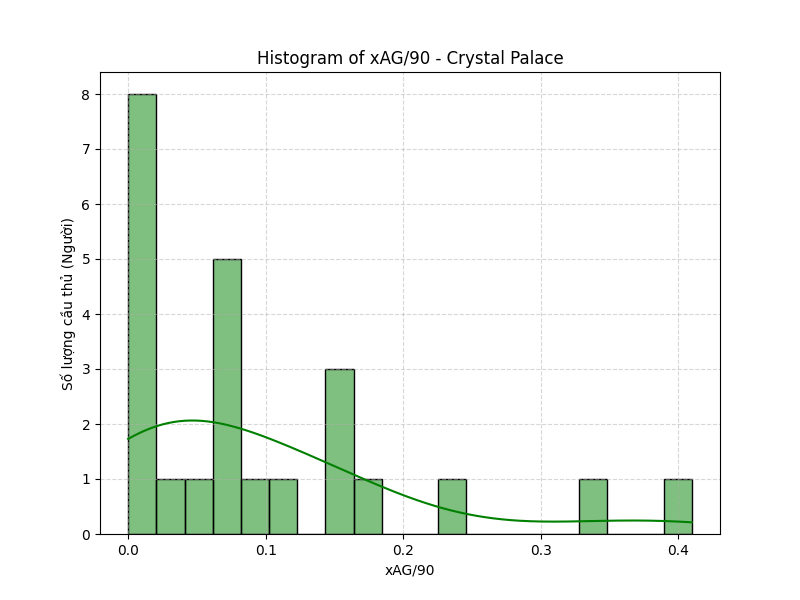 Histogram of xAG/90 - Crystal Palace
Số lượng cầu thủ (Người)
8
7
6
5
4
3
2
1
0
0.0 0.1 0.2 0.3 0.4
xAG/90